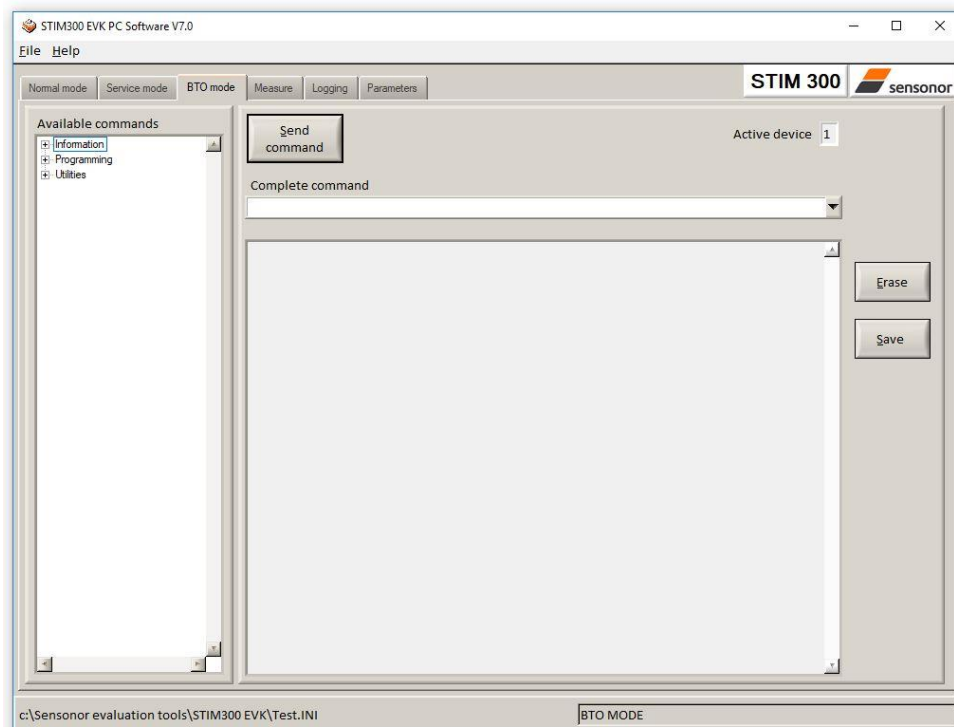 STIM300 EVK PC Software V7.0
File Help
Normal mode Service mode BTO mode Measure Logging Parameters
STIM 300 sensonor
Available commands
Information
Programming
Utilities
Send
command
Active device 1
Complete command
Erase
Save
c:\Sensonor evaluation tools\STIM300 EVK\Test.INI
BTO MODE